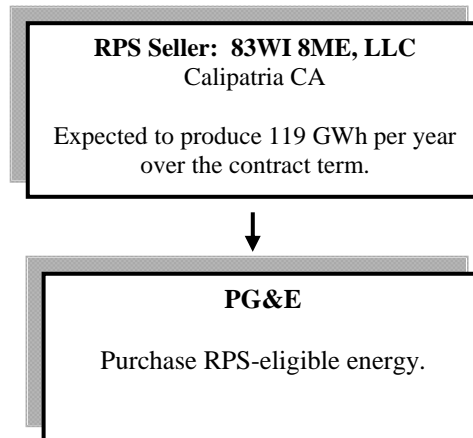 RPS Seller: 83WI 8ME, LLC
Calipatria CA
Expected to produce 119 GWh per year
over the contract term.
PG&E
Purchase RPS-eligible energy.